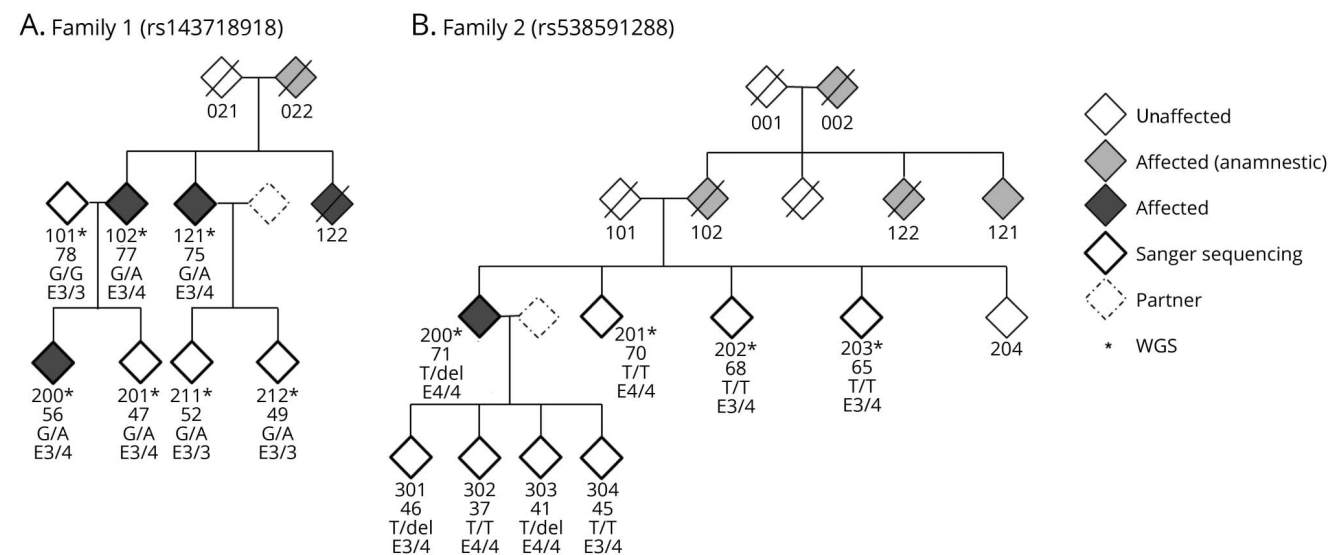 A. Family 1 (rs143718918)
021 022
101* 102* 121* 122
78 77 75
G/G G/A G/A
E3/3 E3/4 E3/4
200* 201* 211* 212*
56 47 52 49
G/A G/A G/A G/A
E3/4 E3/4 E3/3 E3/3
B. Family 2 (rs538591288)
001 002
101 102 122 121
200* 201* 202* 203* 204
71 70 68 65
T/del T/T T/T T/T
E4/4 E4/4 E3/4 E3/4
301 302 303 304
46 37 41 45
T/del T/T T/del T/T
E3/4 E4/4 E4/4 E3/4
Unaffected
Affected (anamnestic)
Affected
Sanger sequencing
Partner
* WGS